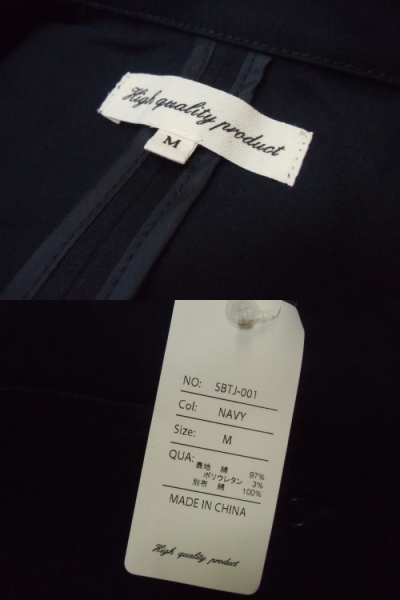 High quality product
M
NO: SBTJ-001
Col: NAVY
Size: M
QUA: 表地 綿 97%
ポリウレタン 3%
別布 綿 100%
MADE IN CHINA
High quality product